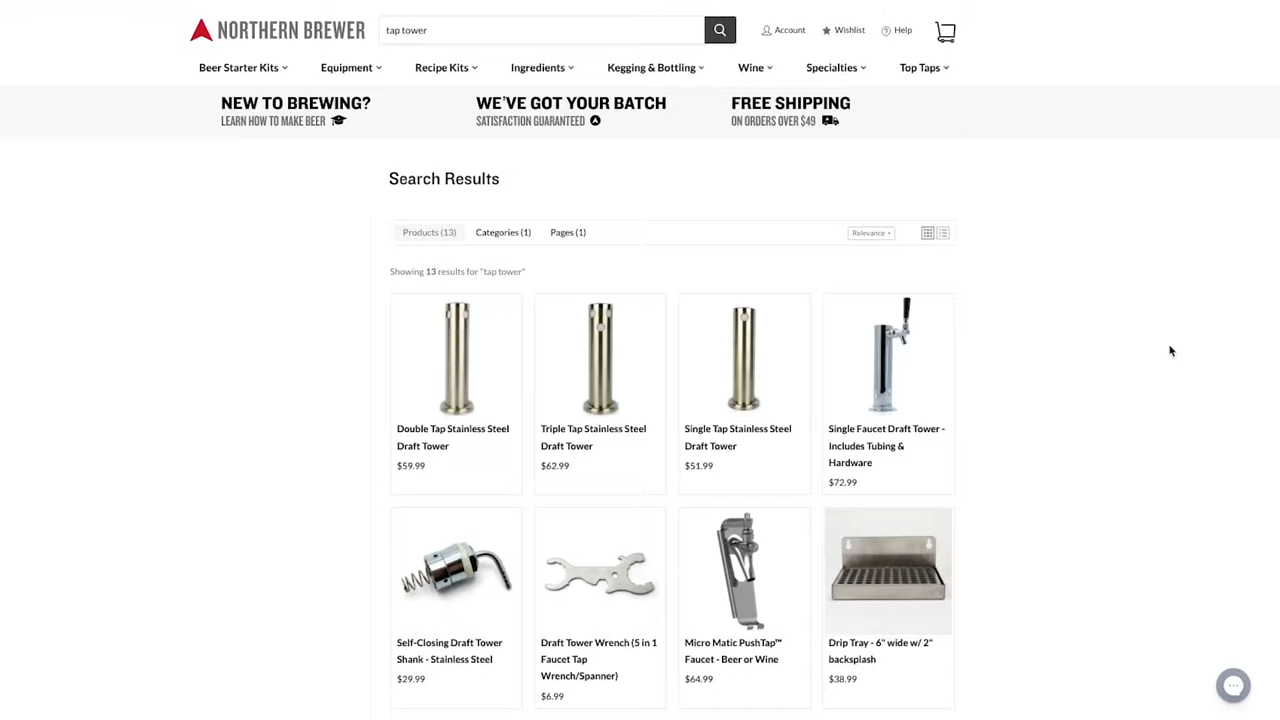 NORTHERN BREWER
tap tower
Account
Wishlist
Help
Beer Starter Kits
Equipment
Recipe Kits
Ingredients
Kegging & Bottling
Wine
Specialties
Top Taps
NEW TO BREWING?
LEARN HOW TO MAKE BEER
WE'VE GOT YOUR BATCH
SATISFACTION GUARANTEED
FREE SHIPPING
ON ORDERS OVER $49
Search Results
Products (13)
Categories (1)
Pages (1)
Relevance
Showing 13 results for "tap tower"
Double Tap Stainless Steel
Draft Tower
$59.99
Triple Tap Stainless Steel
Draft Tower
$62.99
Single Tap Stainless Steel
Draft Tower
$51.99
Single Faucet Draft Tower -
Includes Tubing &
Hardware
$72.99
Self-Closing Draft Tower
Shank - Stainless Steel
$29.99
Draft Tower Wrench (5 in 1
Faucet Tap
Wrench/Spanner)
$6.99
Micro Matic PushTap™
Faucet - Beer or Wine
$64.99
Drip Tray - 6" wide w/ 2"
backsplash
$38.99